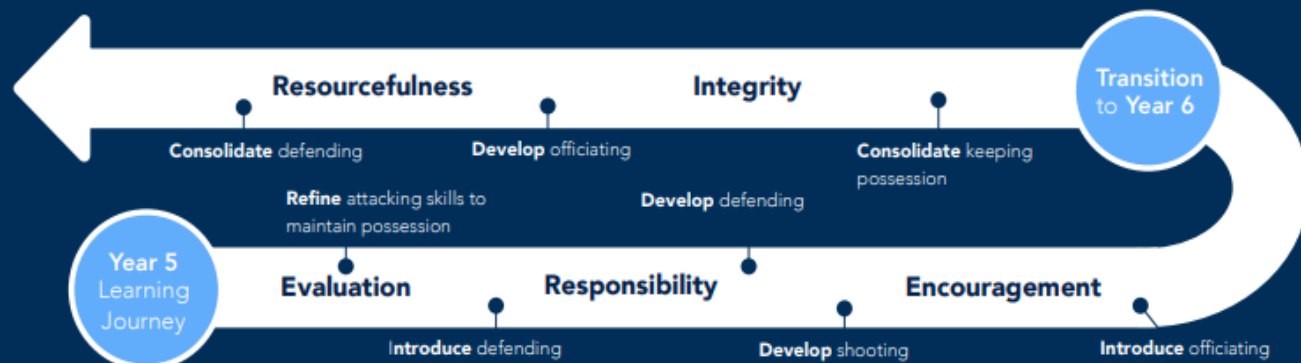 Resourcefulness
Integrity
Transition
to Year 6
Consolidate defending
Develop officiating
Consolidate keeping
possession
Refine attacking skills to
maintain possession
Develop defending
Year 5
Learning
Journey
Evaluation
Responsibility
Encouragement
Introduce defending
Develop shooting
Introduce officiating